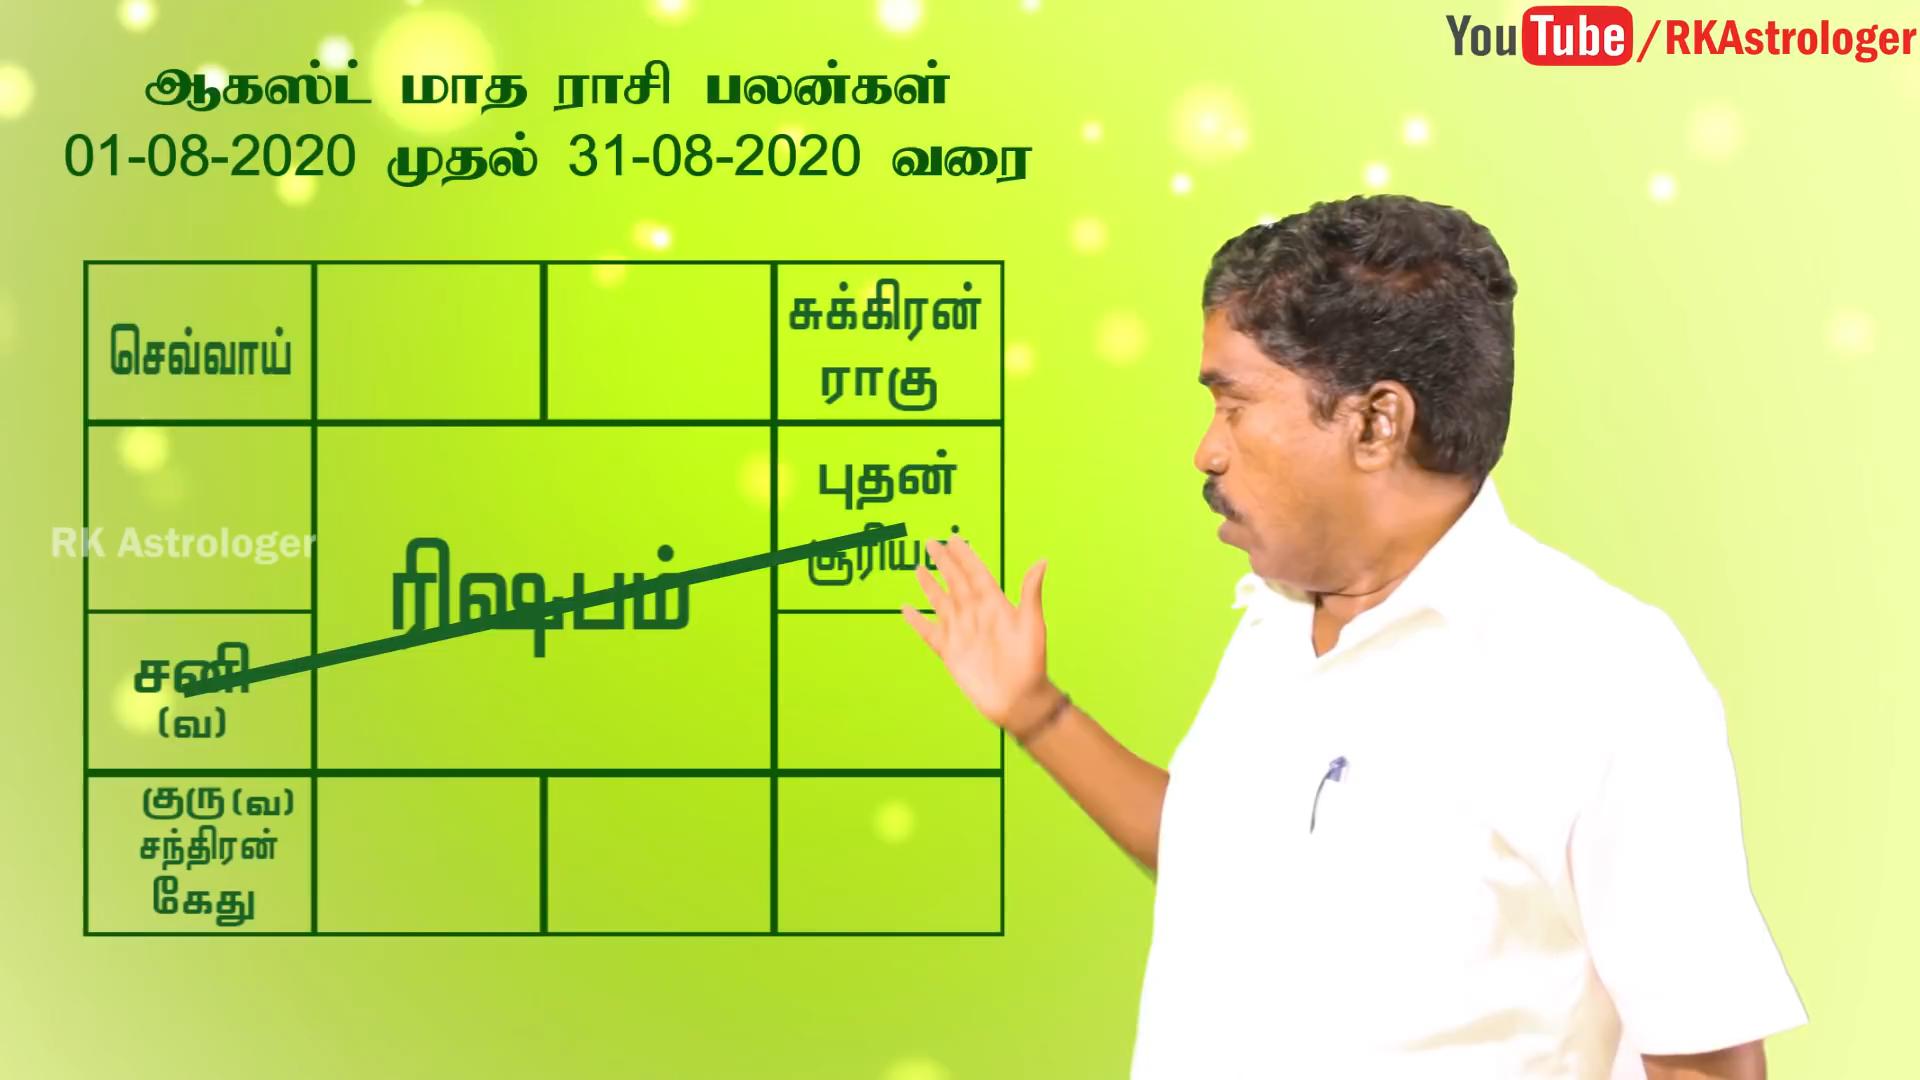 YouTube/RKAstrologer
ஆகஸ்ட் மாத ராசி பலன்கள்
01-08-2020 முதல் 31-08-2020 வரை
செவ்வாய்
சுக்கிரன்
ராகு
புதன்
சூரியன்
RK Astrologer
ரிஷபம்
சனி
(வ)
குரு(வ)
சந்திரன்
கேது